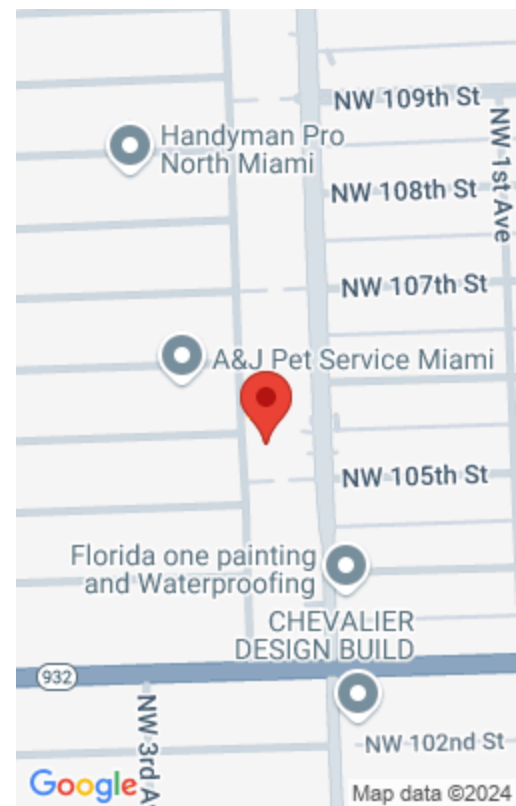 NW 109th St
NW 1st Ave
Handyman Pro
North Miami
NW 108th St
NW 107th St
A&J Pet Service Miami
NW 105th St
Florida one painting
and Waterproofing
CHEVALIER
DESIGN BUILD
932
NW 3rd A
NW 102nd St
Google
Map data ©2024